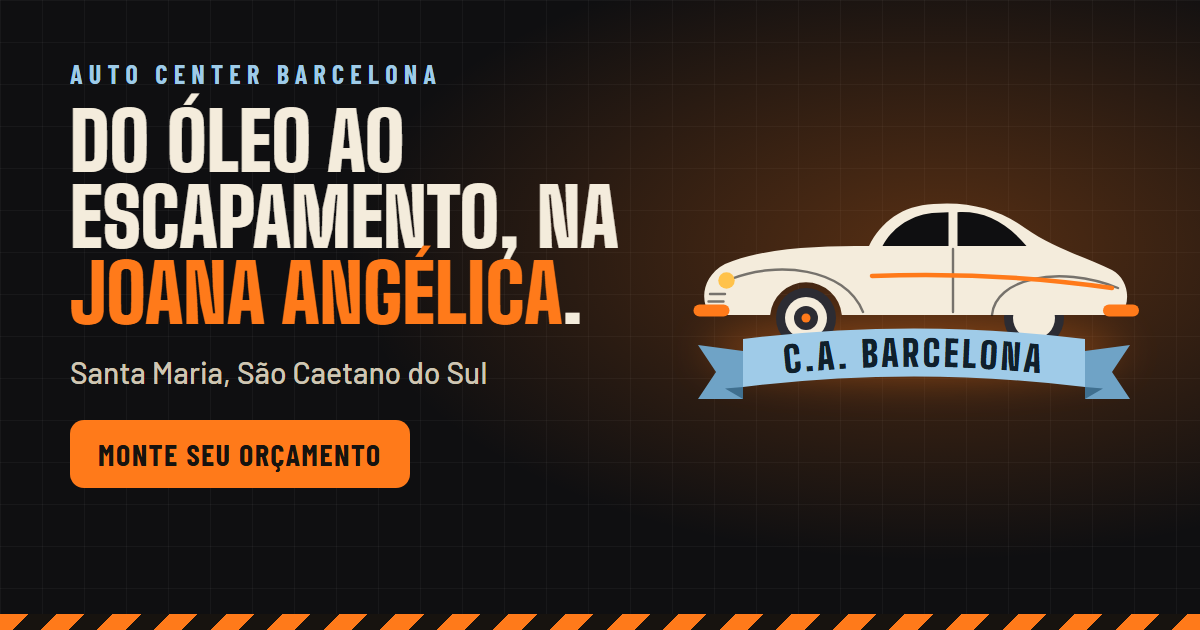 AUTO CENTER BARCELONA
DO ÓLEO AO
ESCAPAMENTO, NA
JOANA ANGÉLICA.
Santa Maria, São Caetano do Sul
MONTE SEU ORÇAMENTO
C.A. BARCELONA